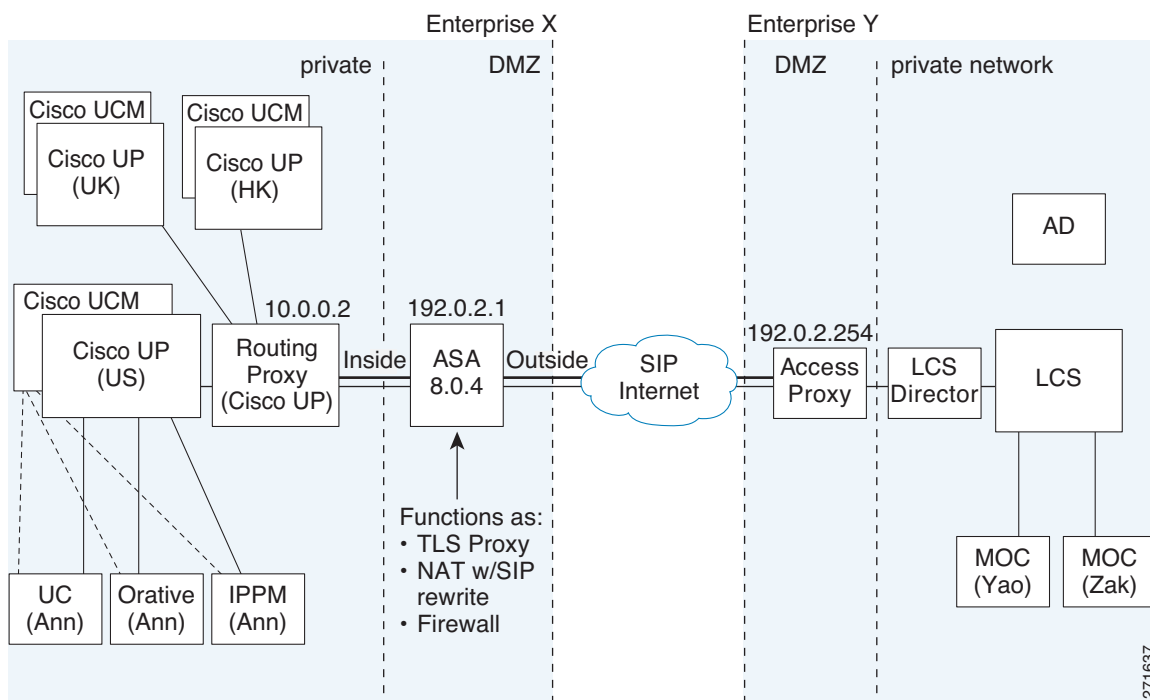 Enterprise X
Enterprise Y
private
DMZ
DMZ
private network
Cisco UCM
Cisco UP
(UK)
Cisco UCM
Cisco UP
(HK)
AD
Cisco UCM
Cisco UP
(US)
10.0.0.2
Routing
Proxy
(Cisco UP)
Inside
192.0.2.1
ASA
8.0.4
Outside
SIP
Internet
192.0.2.254
Access
Proxy
LCS
Director
LCS
Functions as:
• TLS Proxy
• NAT w/SIP
rewrite
• Firewall
UC
(Ann)
Orative
(Ann)
IPPM
(Ann)
MOC
(Yao)
MOC
(Zak)
271637